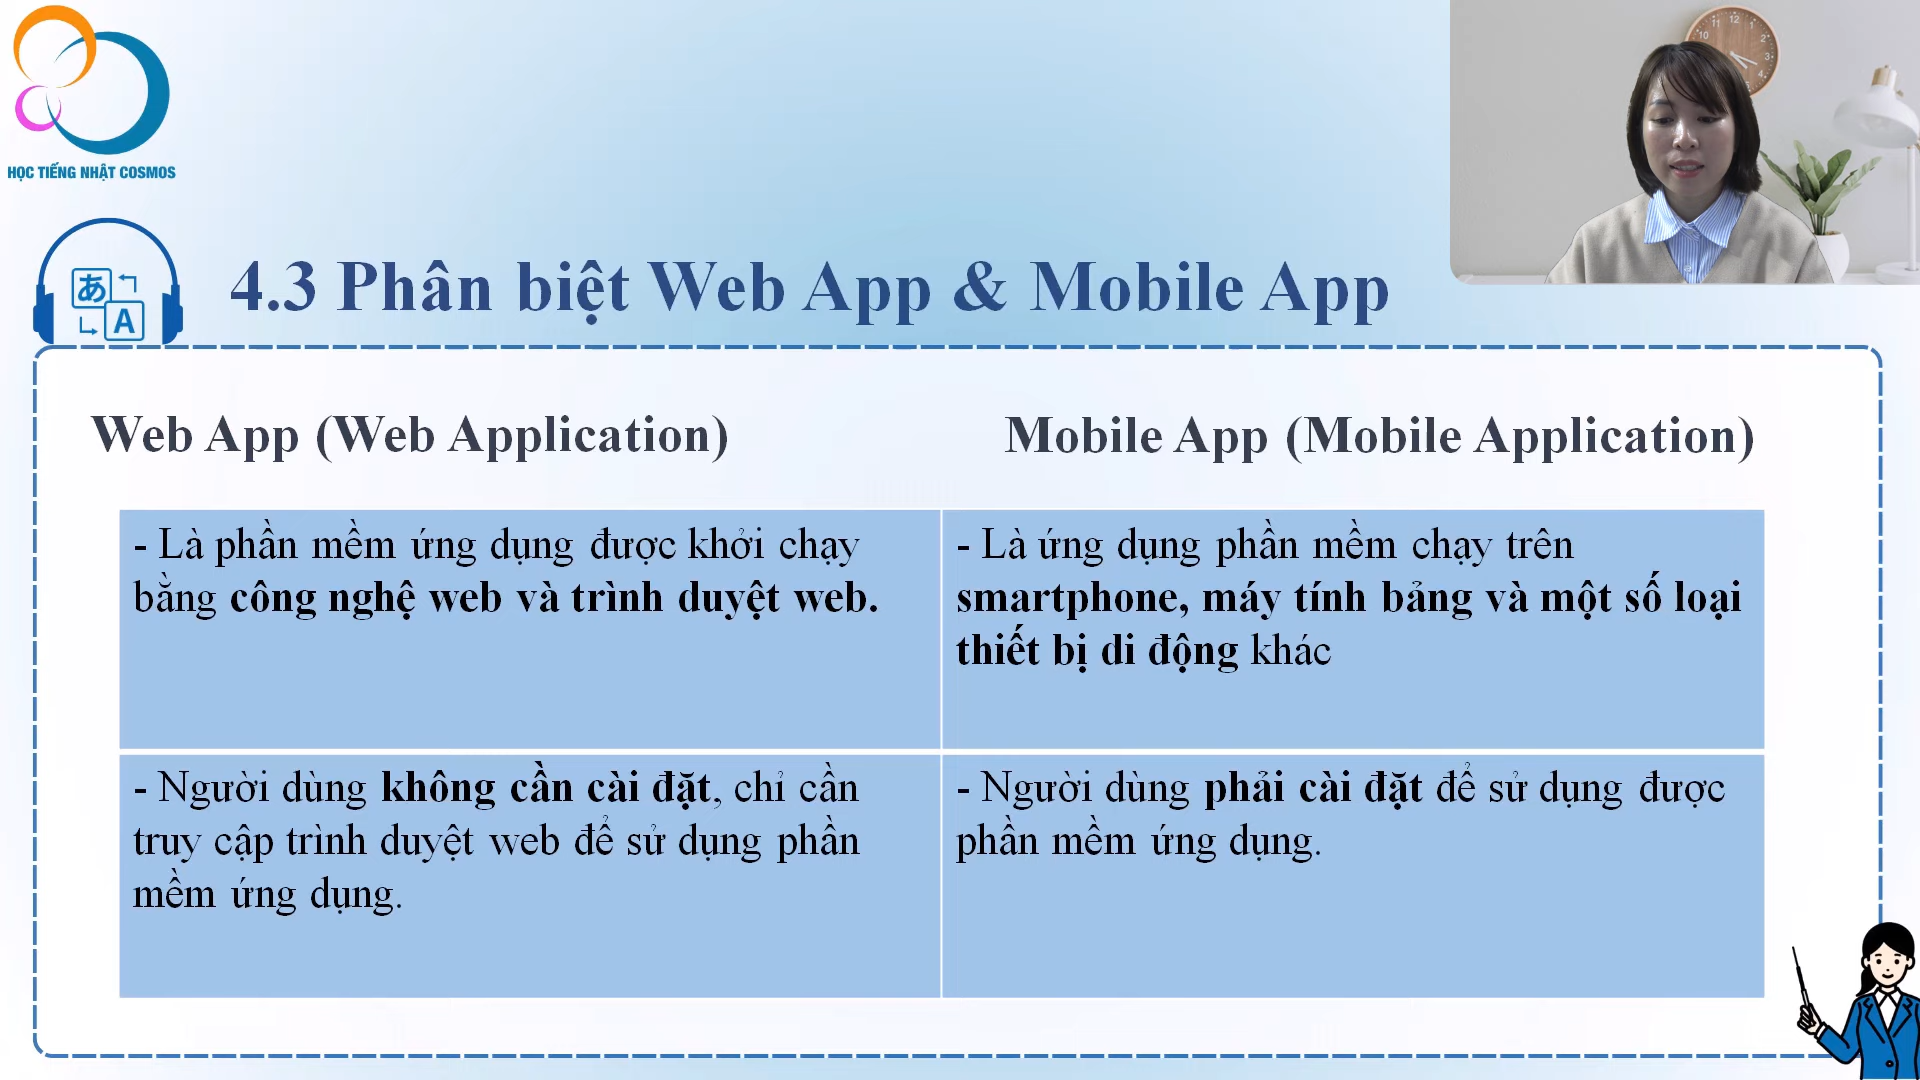 HỌC TIẾNG NHẬT COSMOS
あ
A
4.3 Phân biệt Web App & Mobile App
Web App (Web Application)
Mobile App (Mobile Application)
- Là phần mềm ứng dụng được khởi chạy
bằng công nghệ web và trình duyệt web.
- Là ứng dụng phần mềm chạy trên
smartphone, máy tính bảng và một số loại
thiết bị di động khác
- Người dùng không cần cài đặt, chỉ cần
truy cập trình duyệt web để sử dụng phần
mềm ứng dụng.
- Người dùng phải cài đặt để sử dụng được
phần mềm ứng dụng.